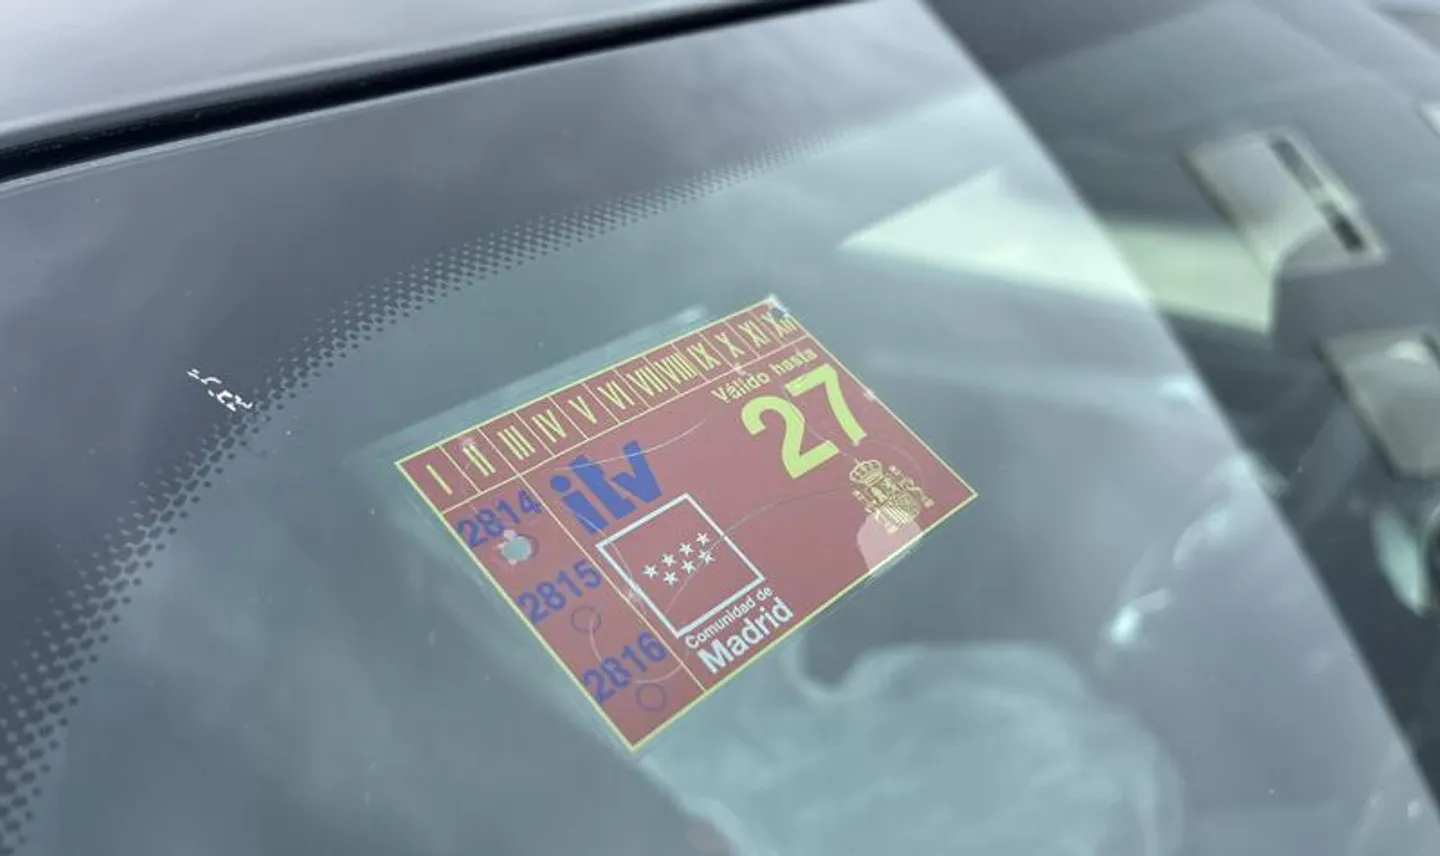 I II III IV V VI VII VIII IX X XI XII
Válido hasta
27
itv
2814
2815
2816
Comunidad de
Madrid